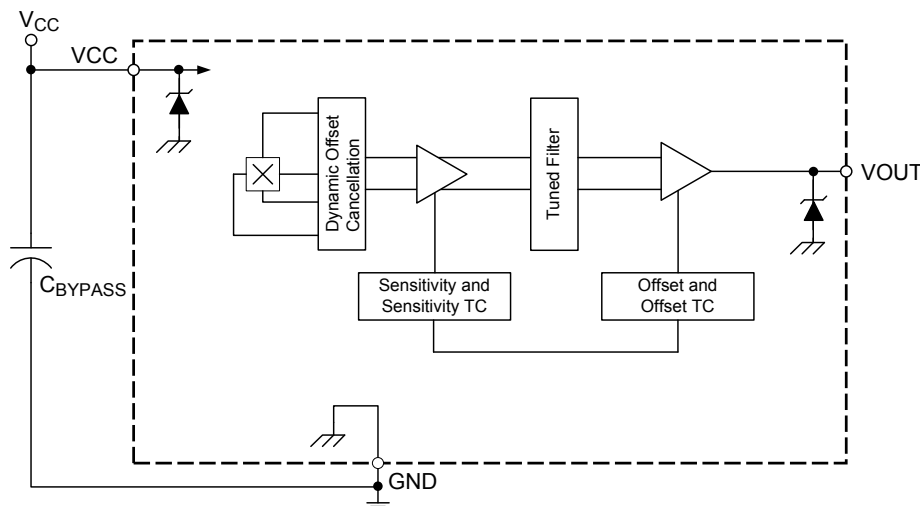 VCC
VCC
Dynamic Offset
Cancellation
Tuned Filter
VOUT
CBYPASS
Sensitivity and
Sensitivity TC
Offset and
Offset TC
GND